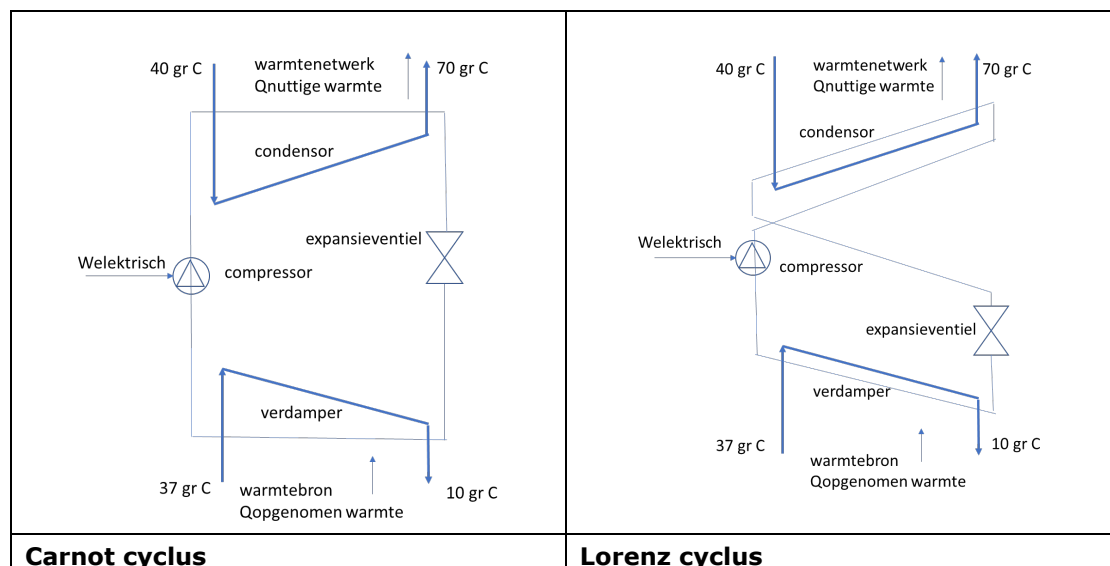 40 gr C
warmtenetwerk
Qnuttige warmte
70 gr C
condensor
expansieventiel
Welektrisch
compressor
verdamper
37 gr C
warmtebron
Qopgenomen warmte
10 gr C
Carnot cyclus
40 gr C
warmtenetwerk
Qnuttige warmte
70 gr C
condensor
Welektrisch
compressor
expansieventiel
verdamper
37 gr C
warmtebron
Qopgenomen warmte
10 gr C
Lorenz cyclus